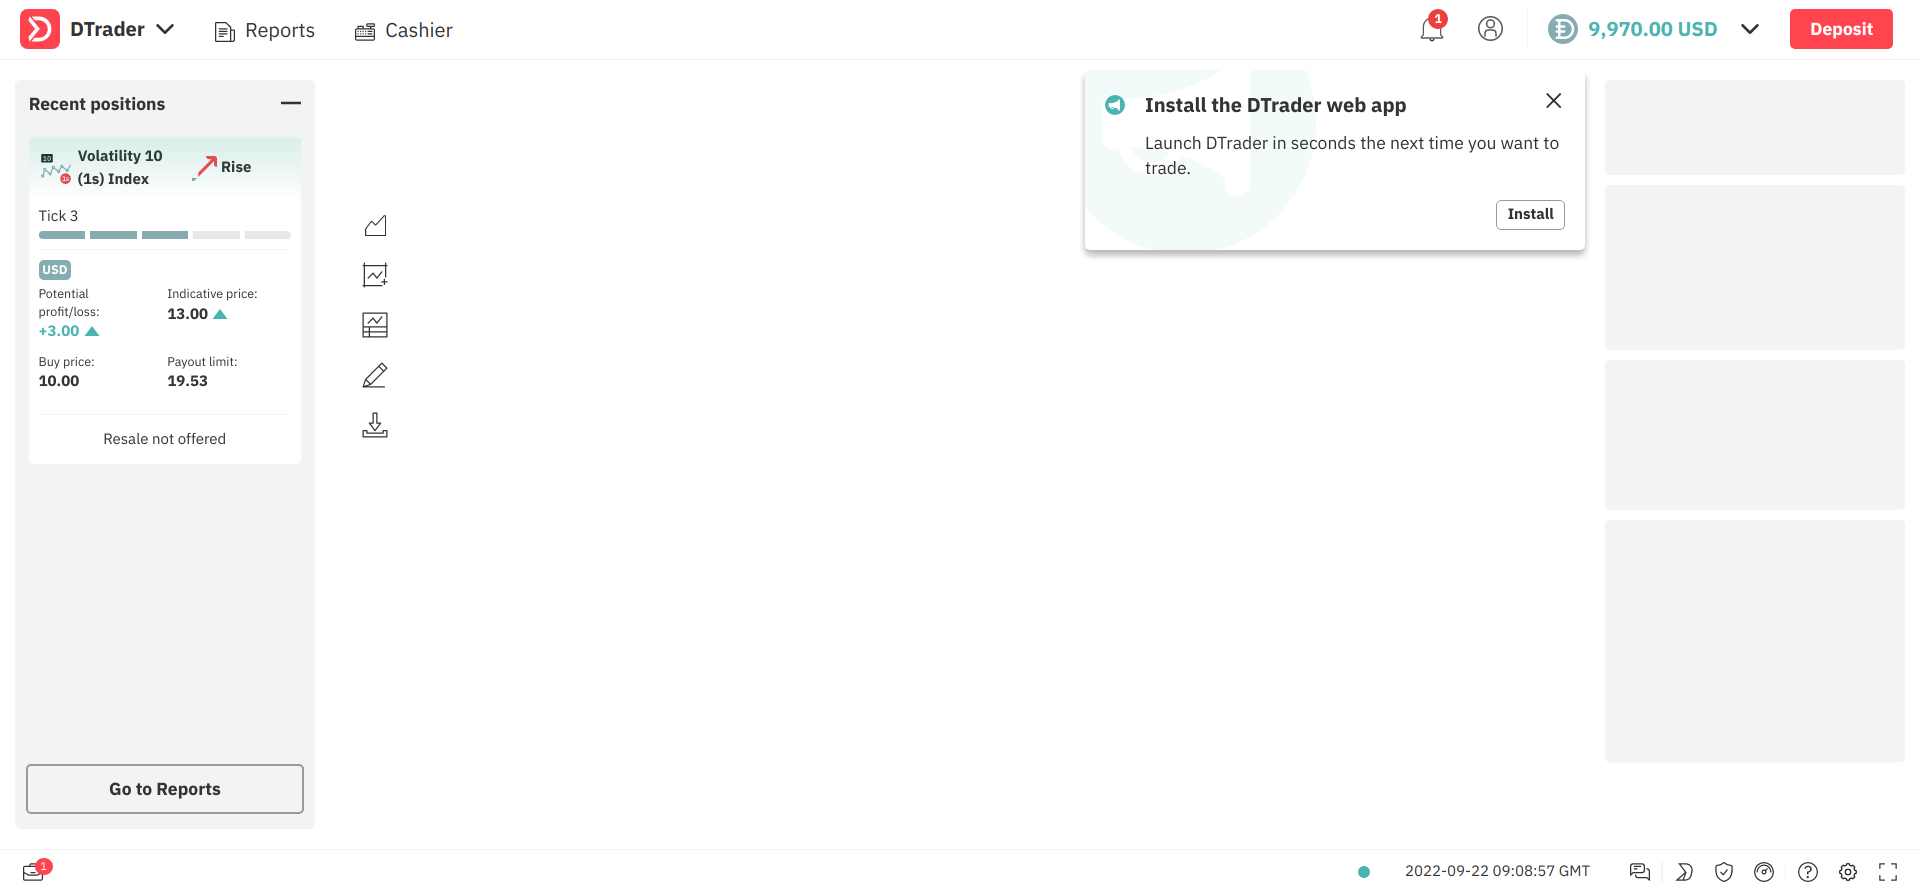 DTrader
Reports
Cashier
1
9,970.00 USD
Deposit
Recent positions
10
1s
Volatility 10
(1s) Index
Rise
Tick 3
USD
Potential
profit/loss:
+3.00
Indicative price:
13.00
Buy price:
10.00
Payout limit:
19.53
Resale not offered
Go to Reports
Install the DTrader web app
Launch DTrader in seconds the next time you want to
trade.
Install
1
2022-09-22 09:08:57 GMT